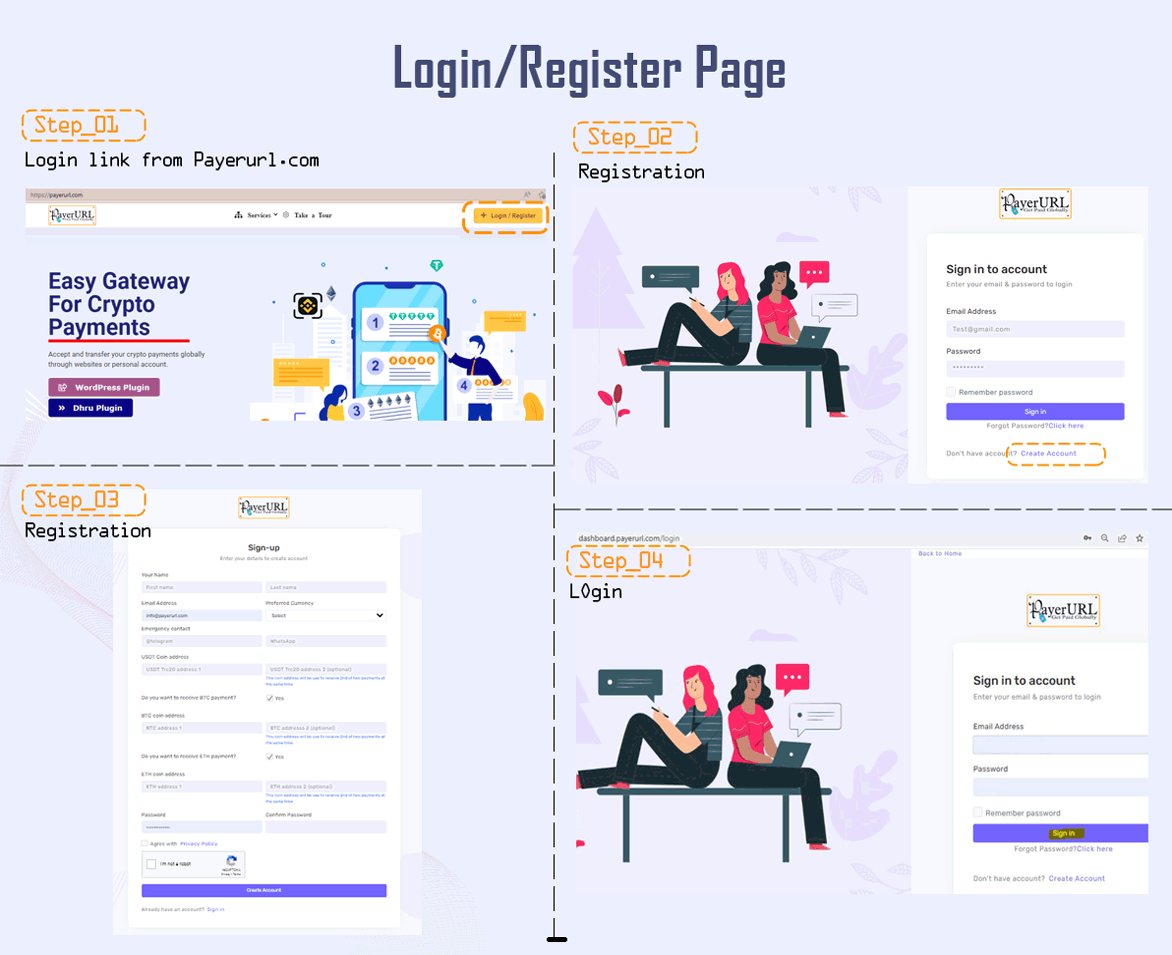 Login/Register Page
Step_01
Login link from Payerurl.com
https://payerurl.com
PayerURL
Services
Take a Tour
+ Login / Register
Easy Gateway
For Crypto
Payments
Accept and transfer your crypto payments globally
through websites or personal account.
WordPress Plugin
Dhru Plugin
1
2
3
4
Step_02
Registration
PayerURL
Get Paid Globally
Sign in to account
Enter your email & password to login
Email Address
Test@gmail.com
Password
*********
Remember password
Sign in
Forgot Password?Click here
Don't have account? Create Account
Step_03
Registration
PayerURL
Get Paid Globally
Sign-up
Enter your details to create account
Your Name
First name Last name
Email Address Preferred Currency
info@payerurl.com Select
Emergency contact
@telegram WhatsApp
USDT Coin address
USDT Trc20 address 1 USDT Trc20 address 2 (optional)
This coin address will be use to receive 2nd of two payments at
the same time
Do you want to receive BTC payment? Yes
BTC coin address
BTC address 1 BTC address 2 (optional)
This coin address will be use to receive 2nd of two payments at
the same time
Do you want to receive ETH payment? Yes
ETH coin address
ETH address 1 ETH address 2 (optional)
This coin address will be use to receive 2nd of two payments at
the same time
Password Confirm Password
Agree with Privacy Policy
I'm not a robot
reCAPTCHA
Privacy - Terms
Create Account
Already have an account? Sign in
dashboard.payerurl.com/login
Step_04
L0gin
Back to Home
PayerURL
Get Paid Globally
Sign in to account
Enter your email & password to login
Email Address
Password
Remember password
Sign in
Forgot Password?Click here
Don't have account? Create Account